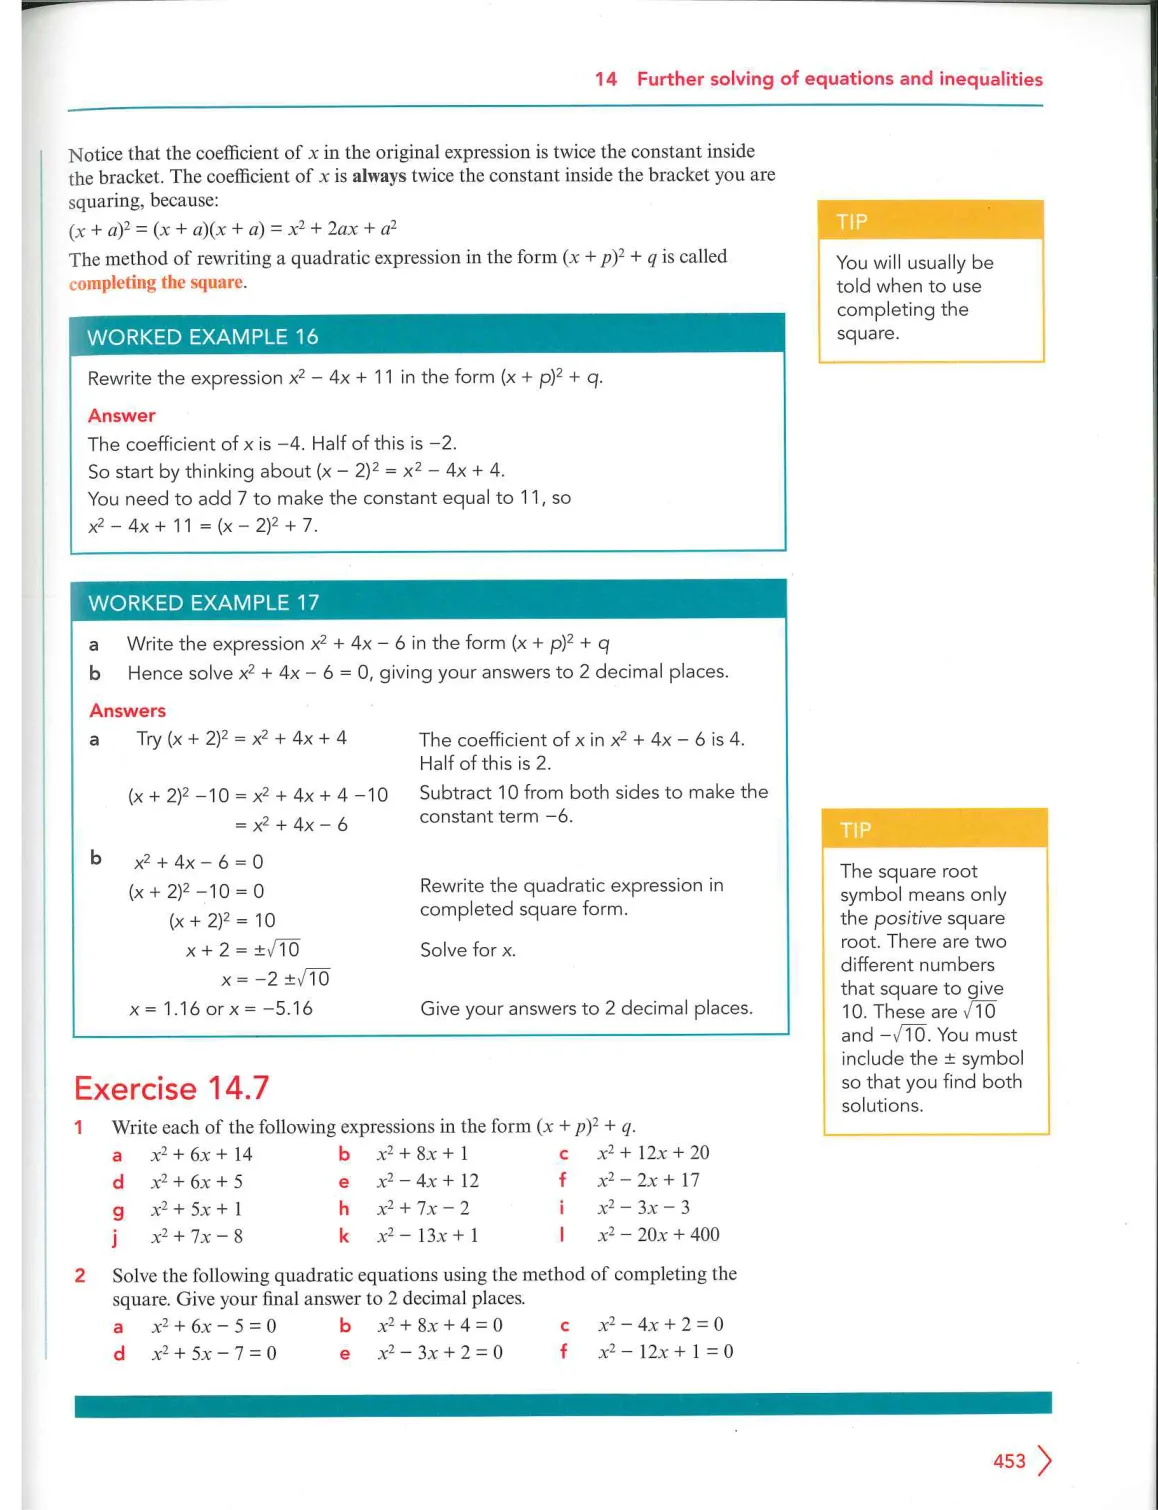 14 Further solving of equations and inequalities
Notice that the coefficient of x in the original expression is twice the constant inside
the bracket. The coefficient of x is always twice the constant inside the bracket you are
squaring, because:
(x + a)² = (x + a)(x + a) = x² + 2ax + a²
The method of rewriting a quadratic expression in the form (x + p)² + q is called
completing the square.
TIP
You will usually be
told when to use
completing the
square.
WORKED EXAMPLE 16
Rewrite the expression x² − 4x + 11 in the form (x + p)² + q.
Answer
The coefficient of x is −4. Half of this is −2.
So start by thinking about (x − 2)² = x² − 4x + 4.
You need to add 7 to make the constant equal to 11, so
x² − 4x + 11 = (x − 2)² + 7.
WORKED EXAMPLE 17
a Write the expression x² + 4x − 6 in the form (x + p)² + q
b Hence solve x² + 4x − 6 = 0, giving your answers to 2 decimal places.
Answers
a Try (x + 2)² = x² + 4x + 4 The coefficient of x in x² + 4x − 6 is 4.
Half of this is 2.
(x + 2)² −10 = x² + 4x + 4 −10 Subtract 10 from both sides to make the
= x² + 4x − 6 constant term −6.
b x² + 4x − 6 = 0
(x + 2)² −10 = 0 Rewrite the quadratic expression in
(x + 2)² = 10 completed square form.
x + 2 = ±√10 Solve for x.
x = −2 ±√10
x = 1.16 or x = −5.16 Give your answers to 2 decimal places.
TIP
The square root
symbol means only
the positive square
root. There are two
different numbers
that square to give
10. These are √10
and −√10. You must
include the ± symbol
so that you find both
solutions.
Exercise 14.7
1 Write each of the following expressions in the form (x + p)² + q.
a x² + 6x + 14 b x² + 8x + 1 c x² + 12x + 20
d x² + 6x + 5 e x² − 4x + 12 f x² − 2x + 17
g x² + 5x + 1 h x² + 7x − 2 i x² − 3x − 3
j x² + 7x − 8 k x² − 13x + 1 l x² − 20x + 400
2 Solve the following quadratic equations using the method of completing the
square. Give your final answer to 2 decimal places.
a x² + 6x − 5 = 0 b x² + 8x + 4 = 0 c x² − 4x + 2 = 0
d x² + 5x − 7 = 0 e x² − 3x + 2 = 0 f x² − 12x + 1 = 0
453